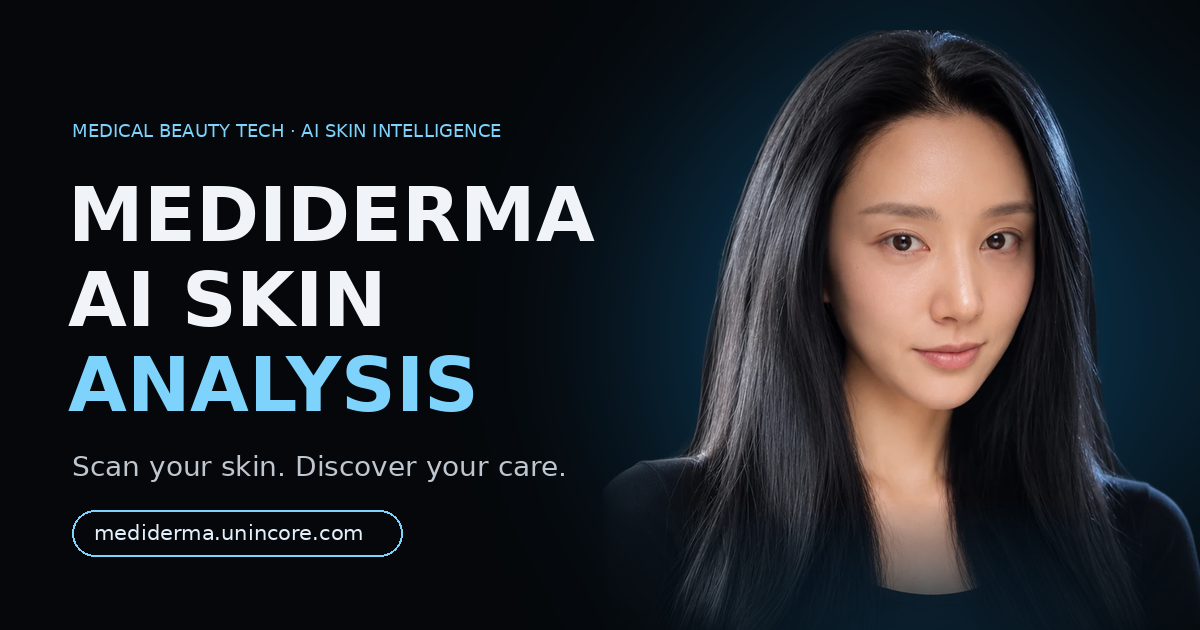 MEDICAL BEAUTY TECH · AI SKIN INTELLIGENCE
MEDIDERMA
AI SKIN
ANALYSIS
Scan your skin. Discover your care.
mediderma.unincore.com